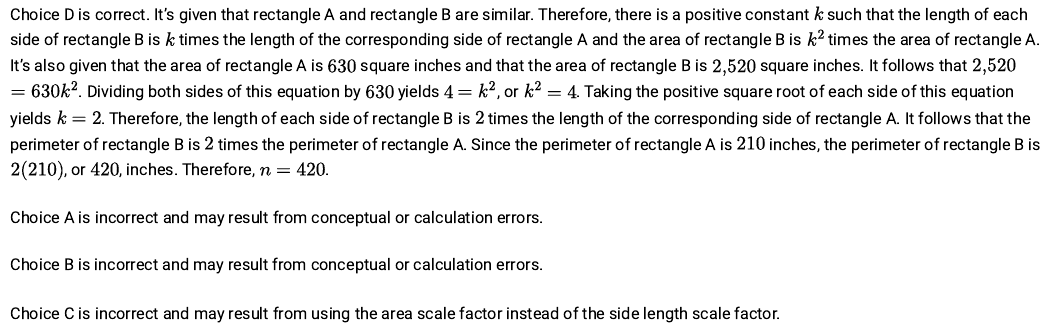 Choice D is correct. It's given that rectangle A and rectangle B are similar. Therefore, there is a positive constant k such that the length of each
side of rectangle B is k times the length of the corresponding side of rectangle A and the area of rectangle B is k² times the area of rectangle A.
It's also given that the area of rectangle A is 630 square inches and that the area of rectangle B is 2,520 square inches. It follows that 2,520
= 630k². Dividing both sides of this equation by 630 yields 4 = k², or k² = 4. Taking the positive square root of each side of this equation
yields k = 2. Therefore, the length of each side of rectangle B is 2 times the length of the corresponding side of rectangle A. It follows that the
perimeter of rectangle B is 2 times the perimeter of rectangle A. Since the perimeter of rectangle A is 210 inches, the perimeter of rectangle B is
2(210), or 420, inches. Therefore, n = 420.
Choice A is incorrect and may result from conceptual or calculation errors.
Choice B is incorrect and may result from conceptual or calculation errors.
Choice C is incorrect and may result from using the area scale factor instead of the side length scale factor.